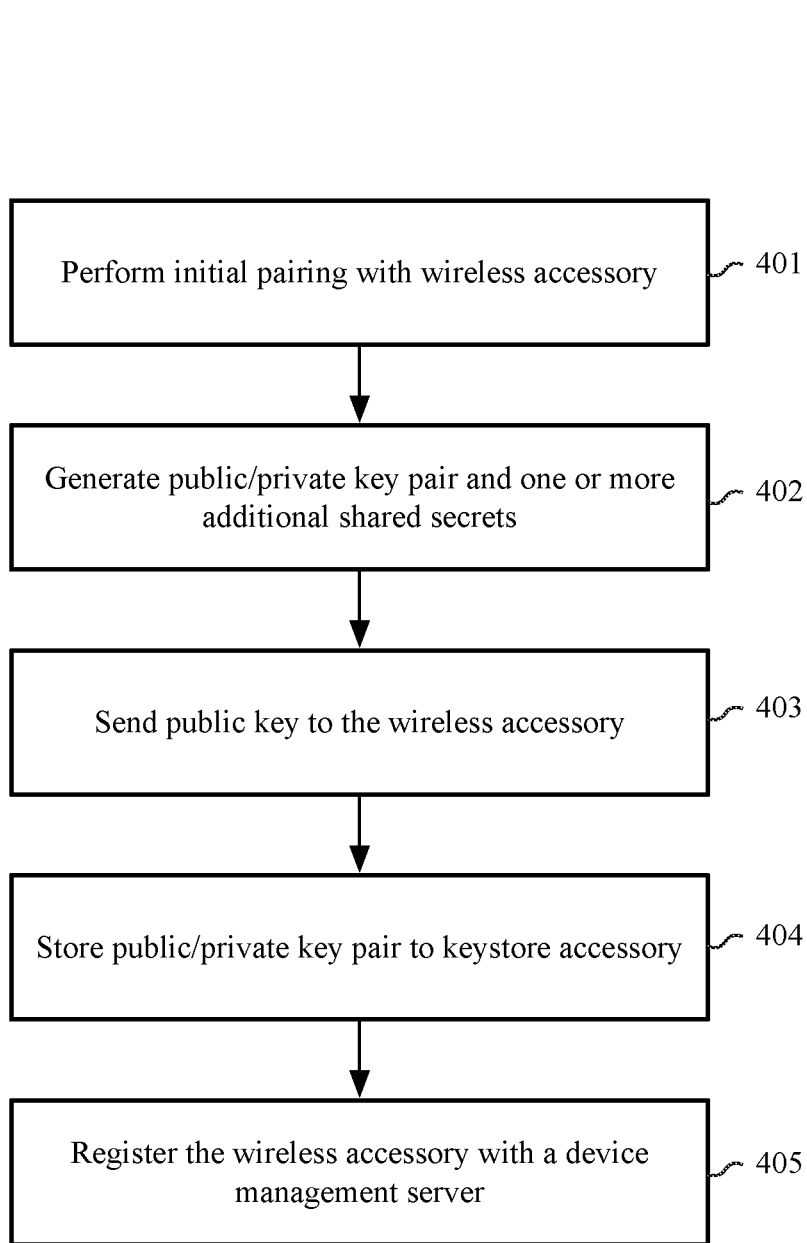 Perform initial pairing with wireless accessory
401
Generate public/private key pair and one or more
additional shared secrets
402
Send public key to the wireless accessory
403
Store public/private key pair to keystore accessory
404
Register the wireless accessory with a device
management server
405